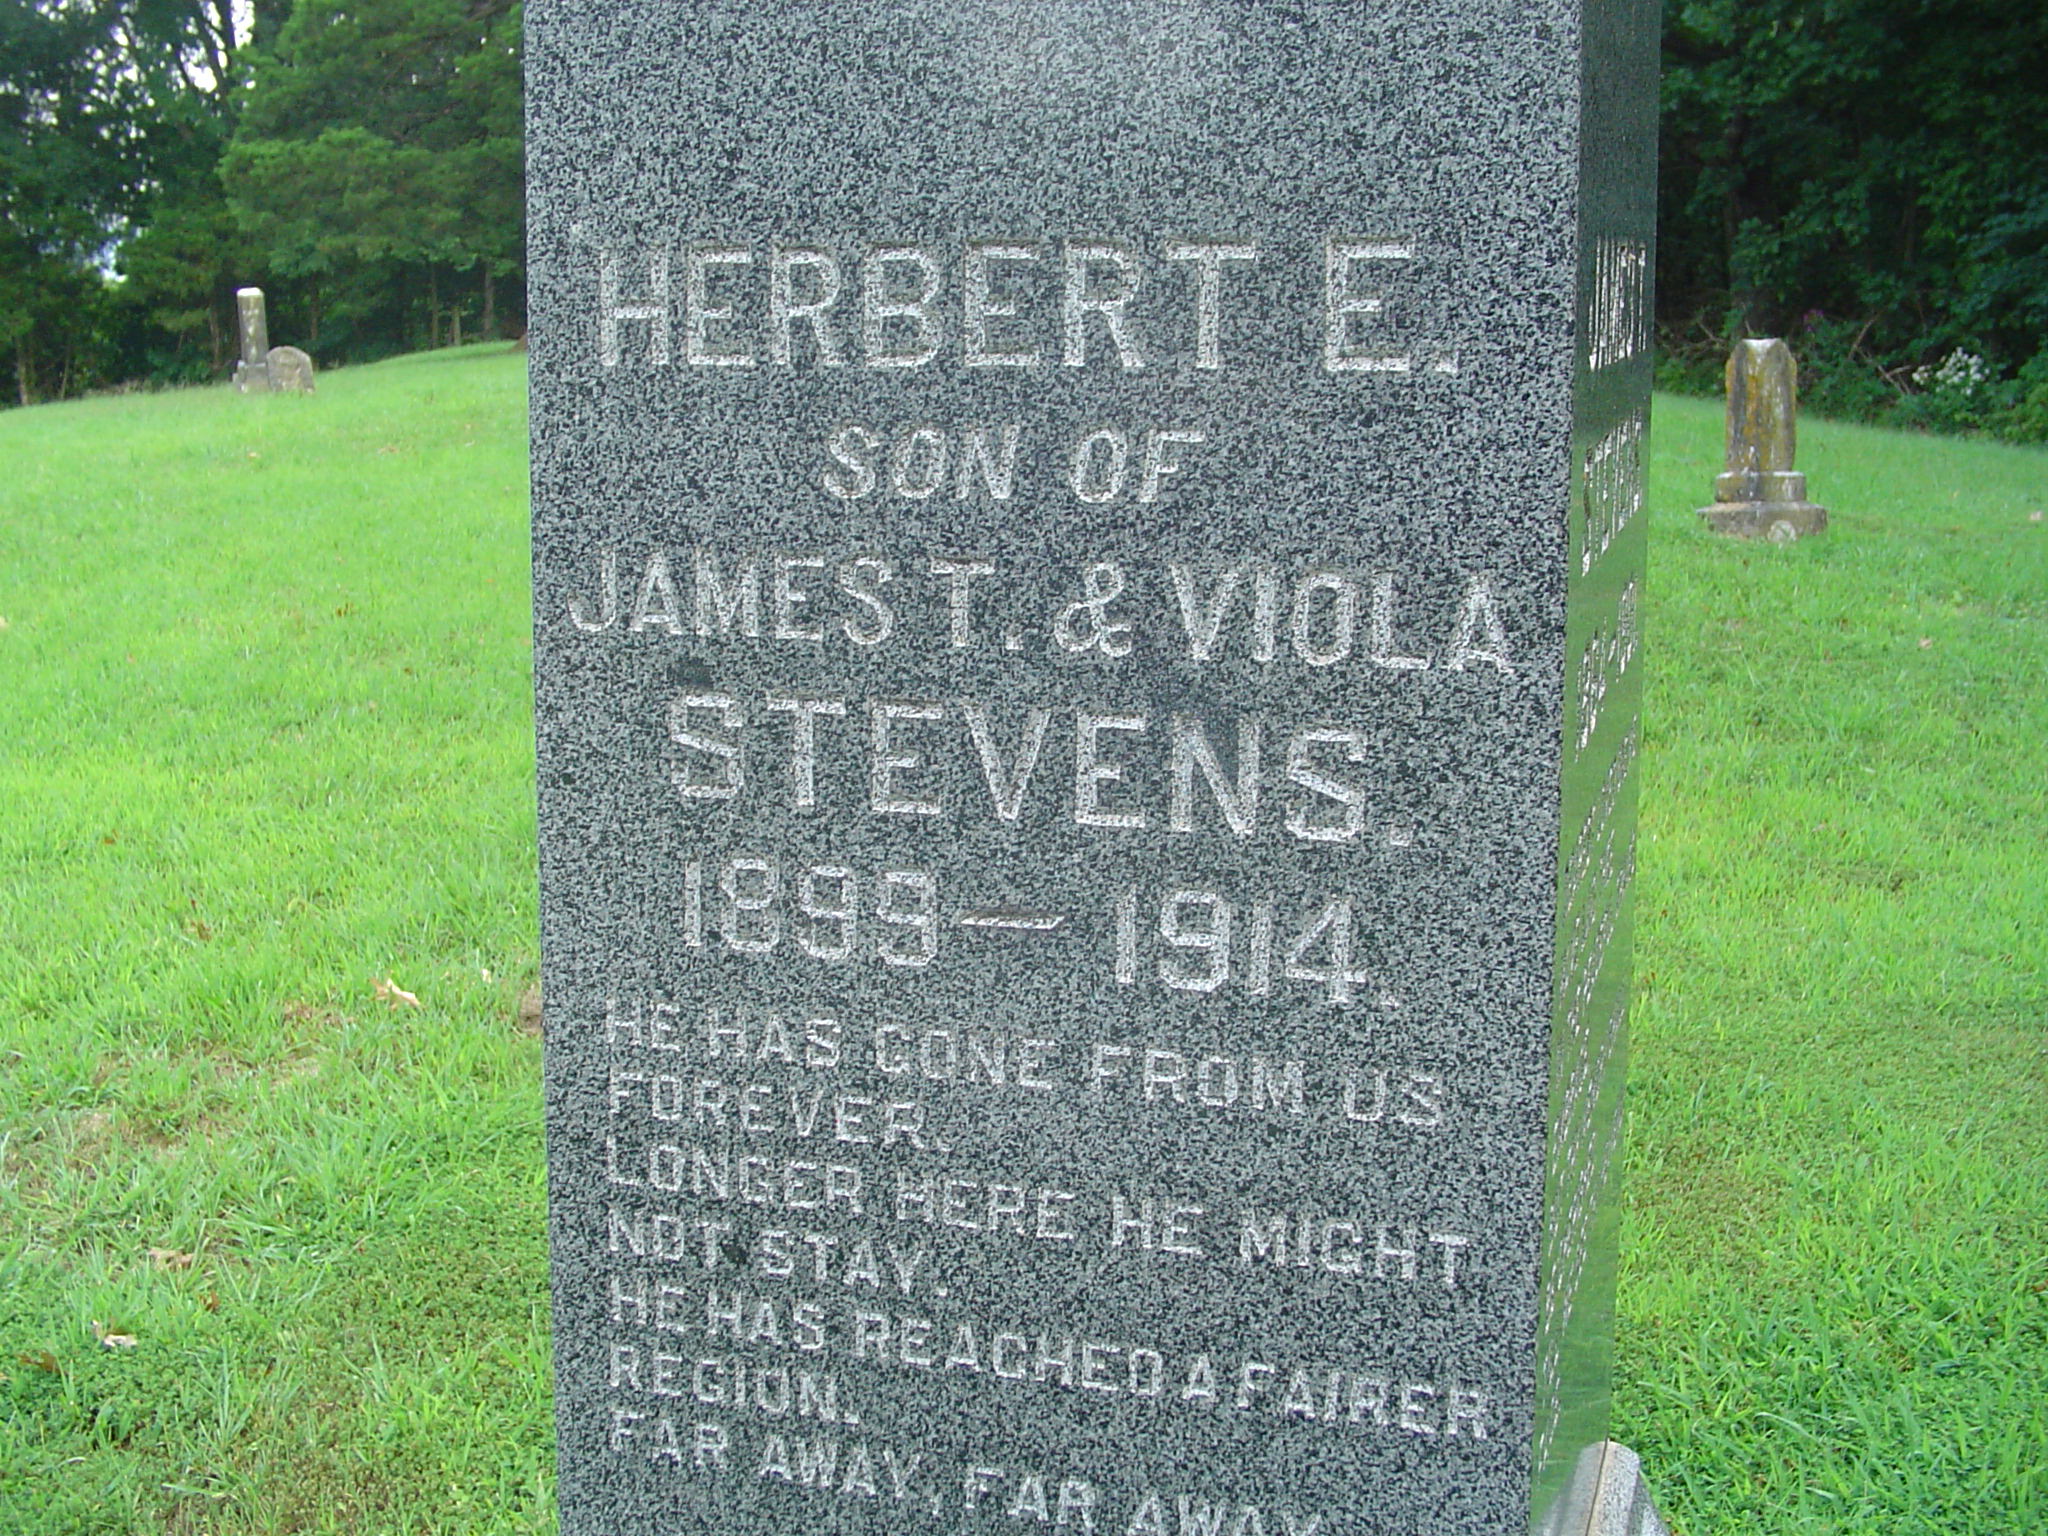 HERBERT E.
SON OF
JAMES T. & VIOLA
STEVENS.
1899 — 1914.
HE HAS GONE FROM US
FOREVER.
LONGER HERE HE MIGHT
NOT STAY.
HE HAS REACHED A FAIRER
REGION.
FAR AWAY, FAR AWAY